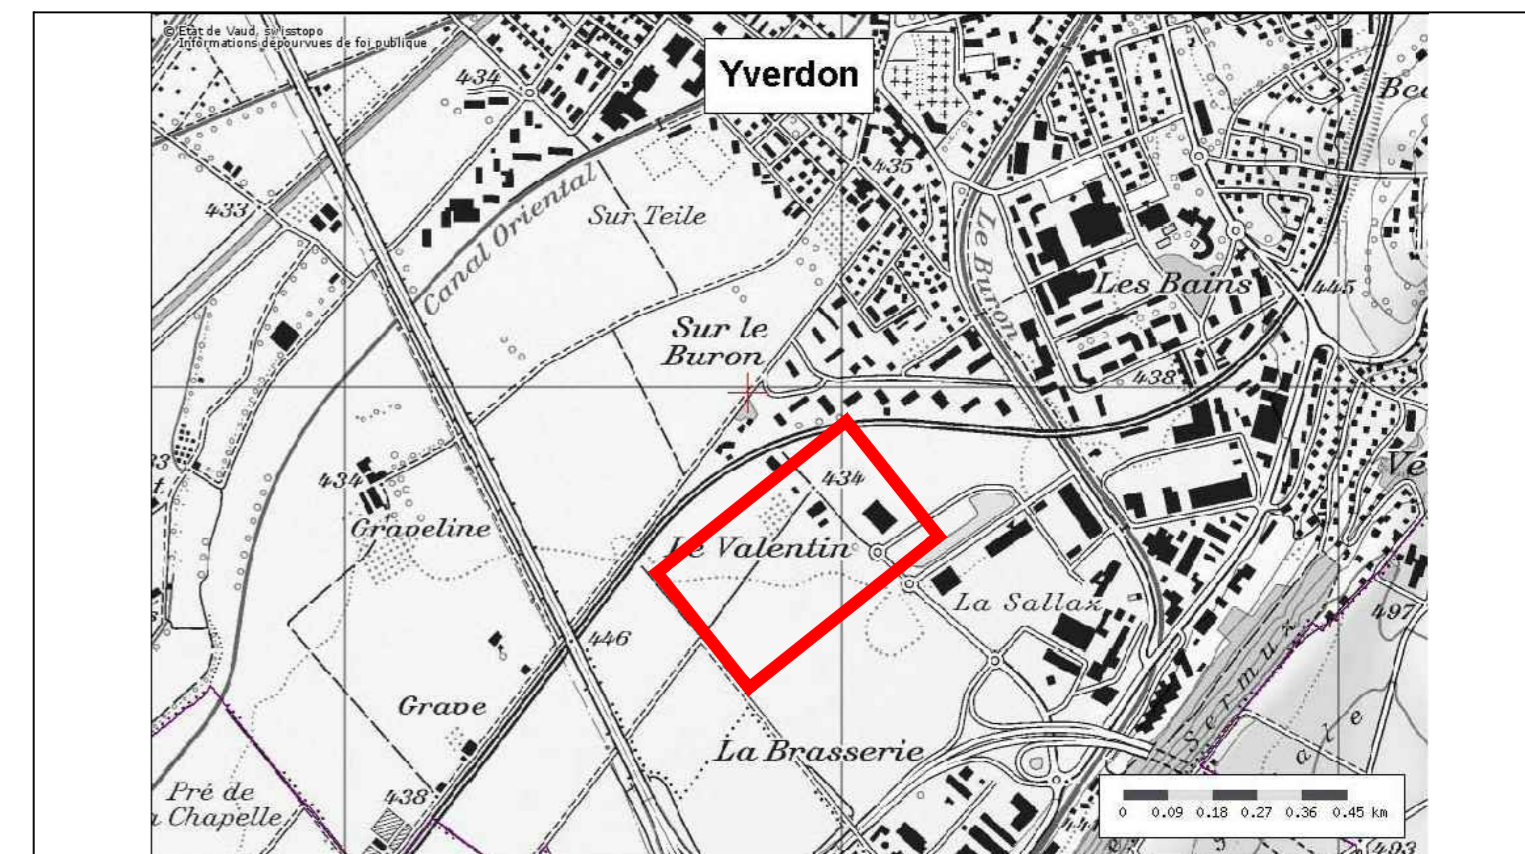 © Etat de Vaud, swisstopo
Informations dépourvues de foi publique
Yverdon
434
435
433
Canal Oriental
Sur Teile
Le Buron
Les Bains
445
Sur le
Buron
438
434
434
Graveline
Le Valentin
La Sallaz
497
446
Grave
La Brasserie
Sermuz
Pré de
Chapelle
438
0 0.09 0.18 0.27 0.36 0.45 km
493